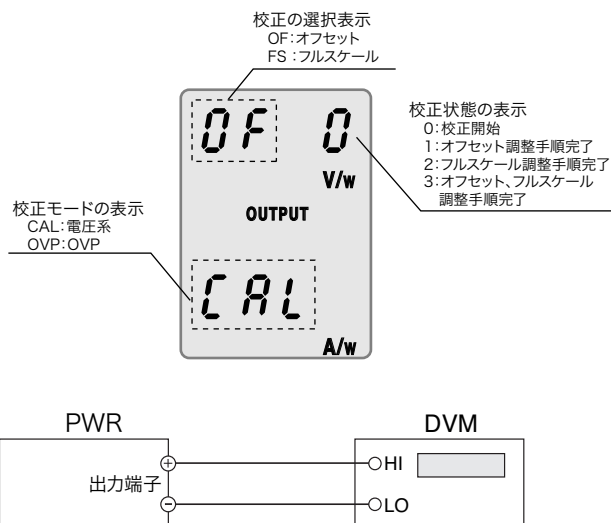 校正の選択表示
OF:オフセット
FS :フルスケール
OF 0
V/w
OUTPUT
CAL
A/w
校正状態の表示
0:校正開始
1:オフセット調整手順完了
2:フルスケール調整手順完了
3:オフセット、フルスケール
調整手順完了
校正モードの表示
CAL:電圧系
OVP:OVP
PWR
DVM
出力端子
+
HI
-
LO